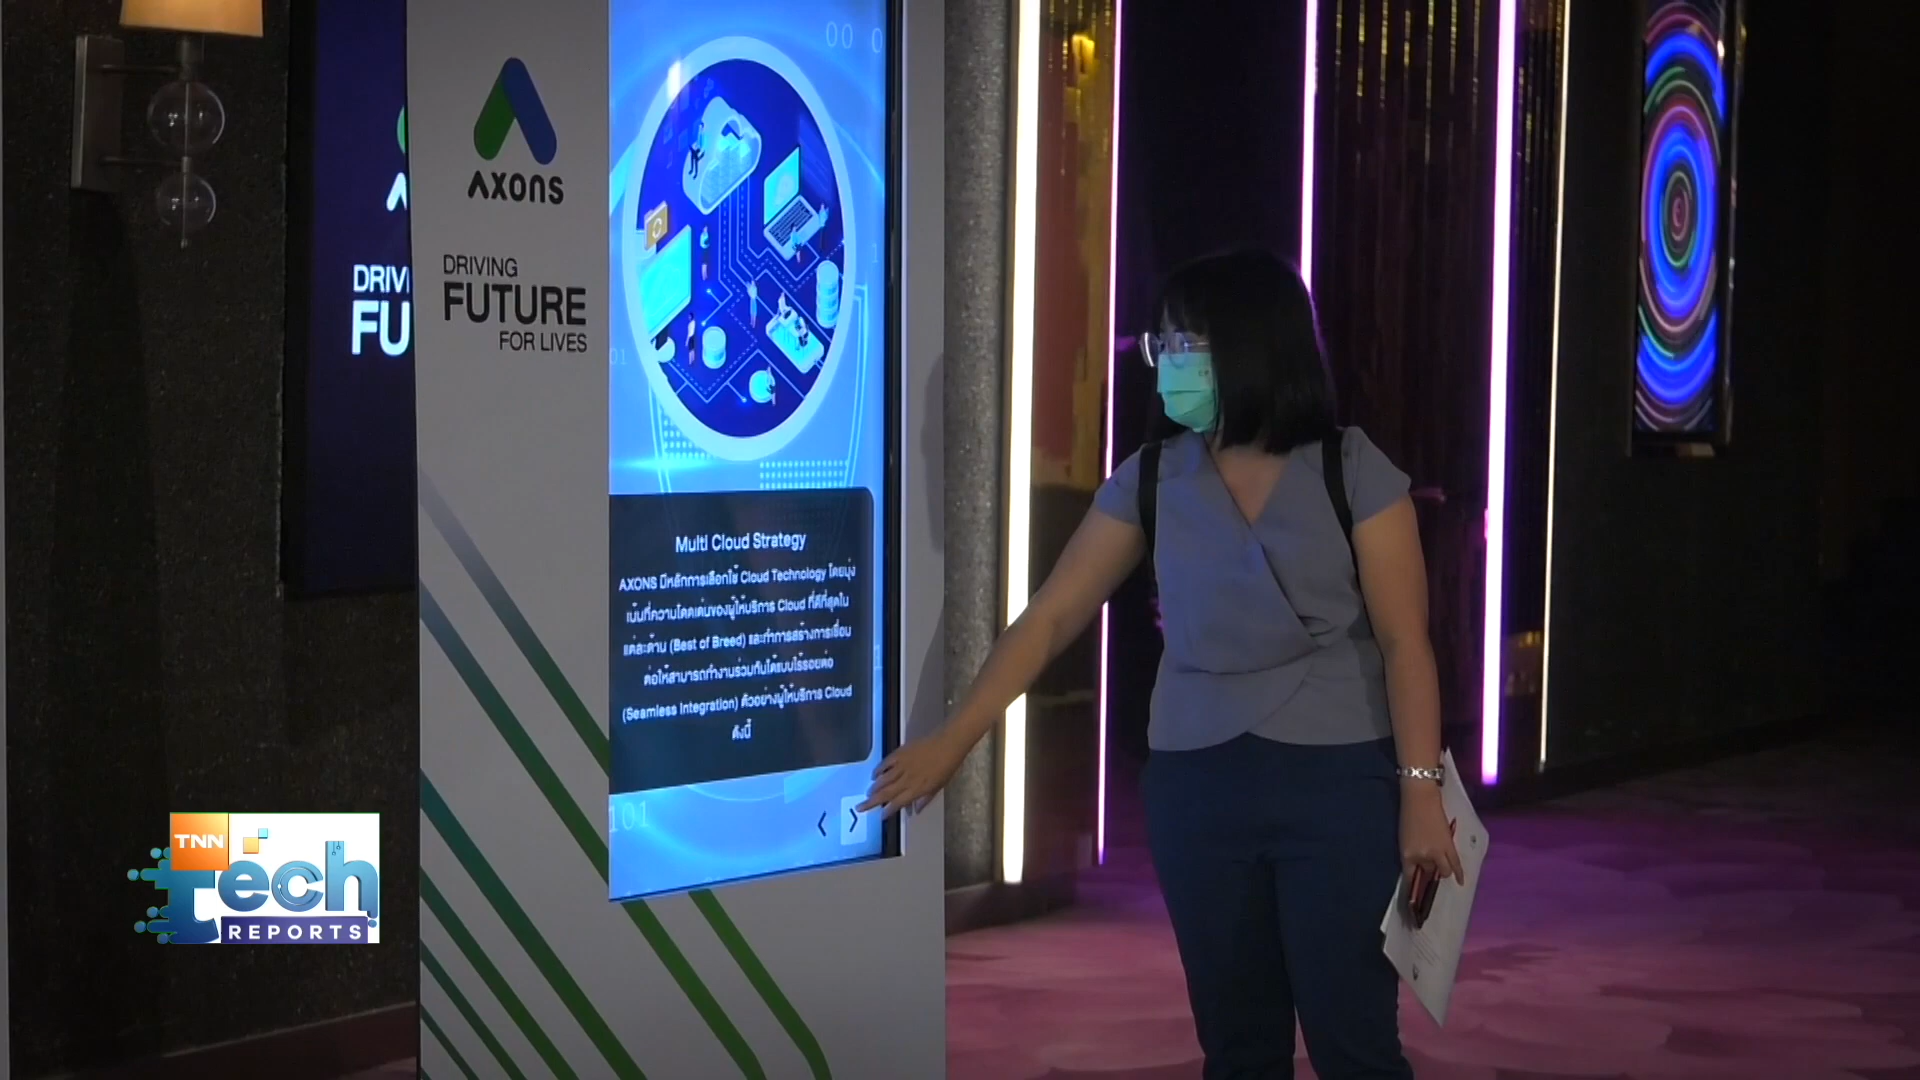 AXONS
DRIVING
FUTURE
FOR LIVES
DRIVI
FU
Multi Cloud Strategy
AXONS มีหลักการเลือกใช้ Cloud Technology โดยมุ่ง
เน้นที่ความโดดเด่นของผู้ให้บริการ Cloud ที่ดีที่สุดใน
แต่ละด้าน (Best of Breed) และทำการสร้างการเชื่อม
ต่อให้สามารถทำงานร่วมกันได้แบบไร้รอยต่อ
(Seamless Integration) ตัวอย่างผู้ให้บริการ Cloud
ดังนี้
101
TNN
Tech
REPORTS